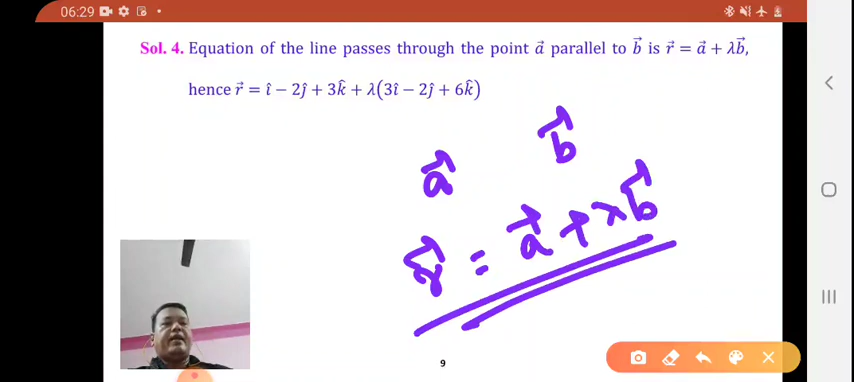 06:29
Sol. 4. Equation of the line passes through the point a⃗ parallel to b⃗ is r⃗ = a⃗ + λb⃗,
hence r⃗ = î − 2ĵ + 3k̂ + λ(3î − 2ĵ + 6k̂)
a⃗ b⃗
r⃗ = a⃗ + λb⃗
9